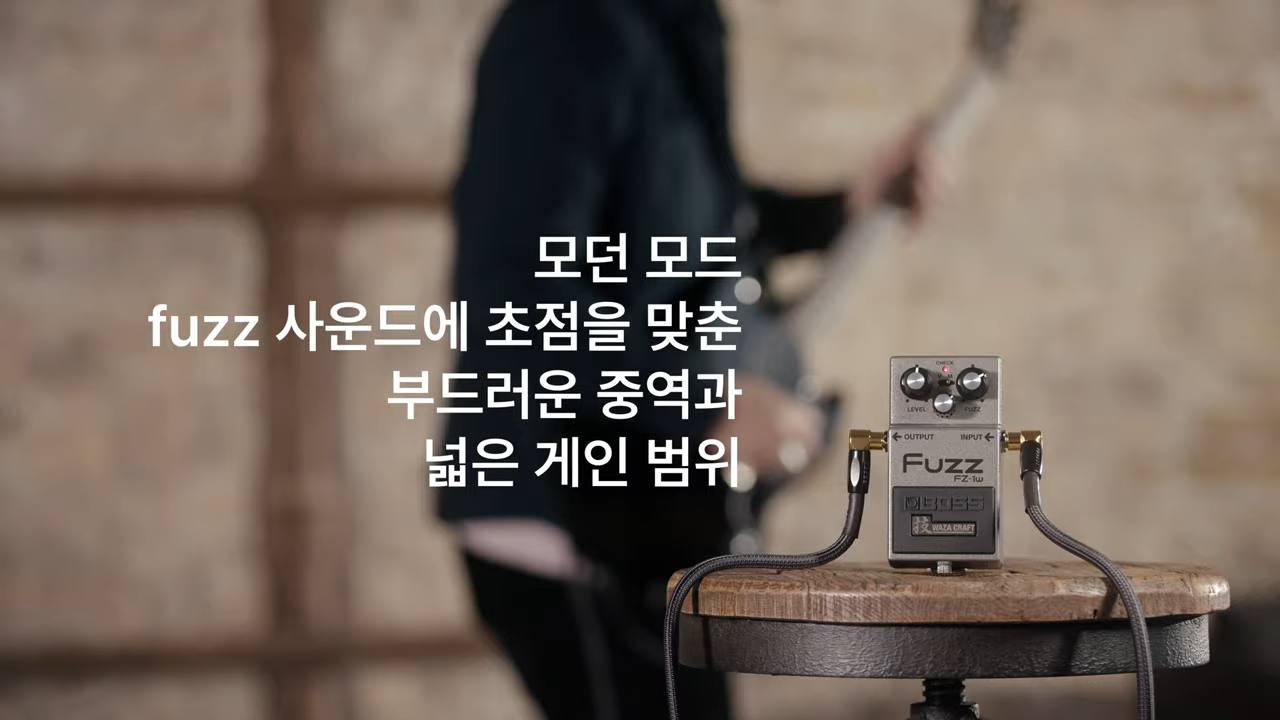 모던 모드
fuzz 사운드에 초점을 맞춘
부드러운 중역과
넓은 게인 범위
CHECK
LEVEL FUZZ
OUTPUT INPUT
Fuzz
FZ-1w
BOSS
技 WAZA CRAFT